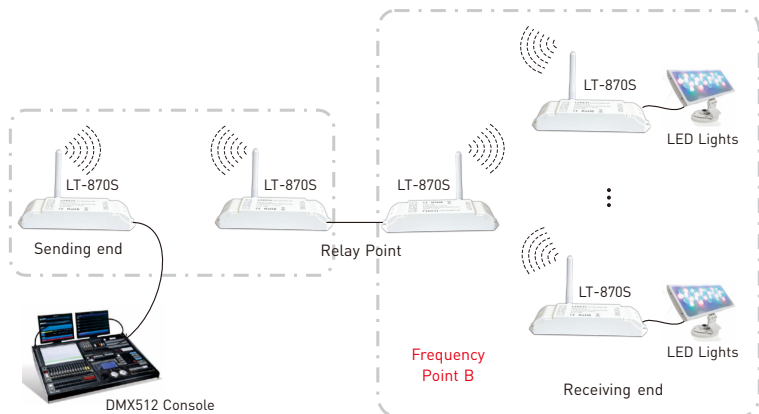 LT-870S
LED Lights
LT-870S
LT-870S
LT-870S
Sending end
Relay Point
LT-870S
LED Lights
Frequency
Point B
Receiving end
DMX512 Console